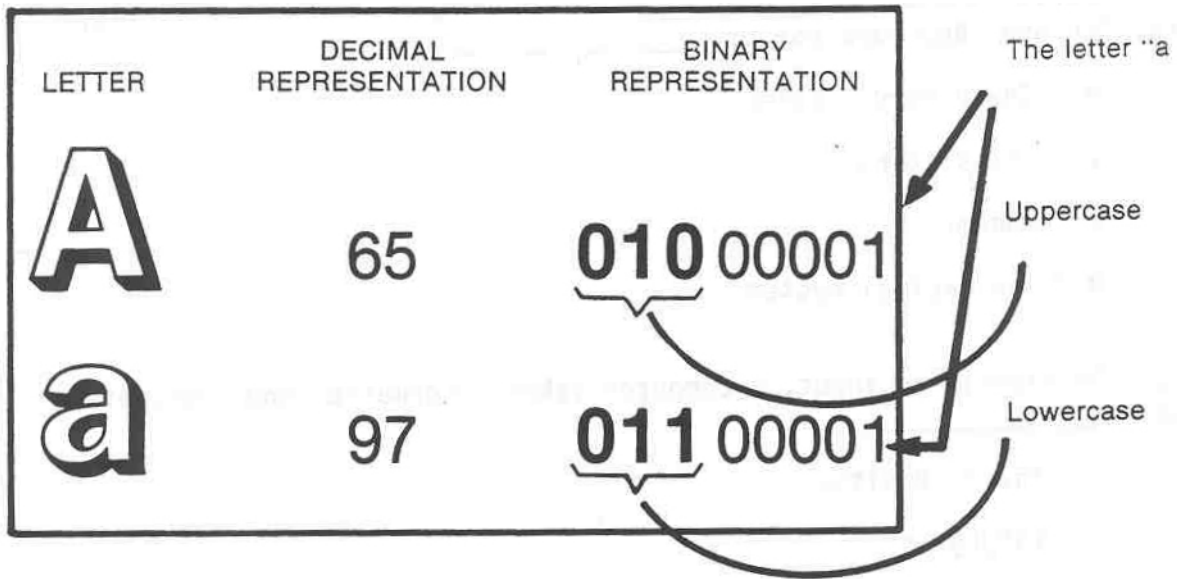 LETTER
DECIMAL
REPRESENTATION
BINARY
REPRESENTATION
The letter "a
A
65
010 00001
Uppercase
a
97
011 00001
Lowercase